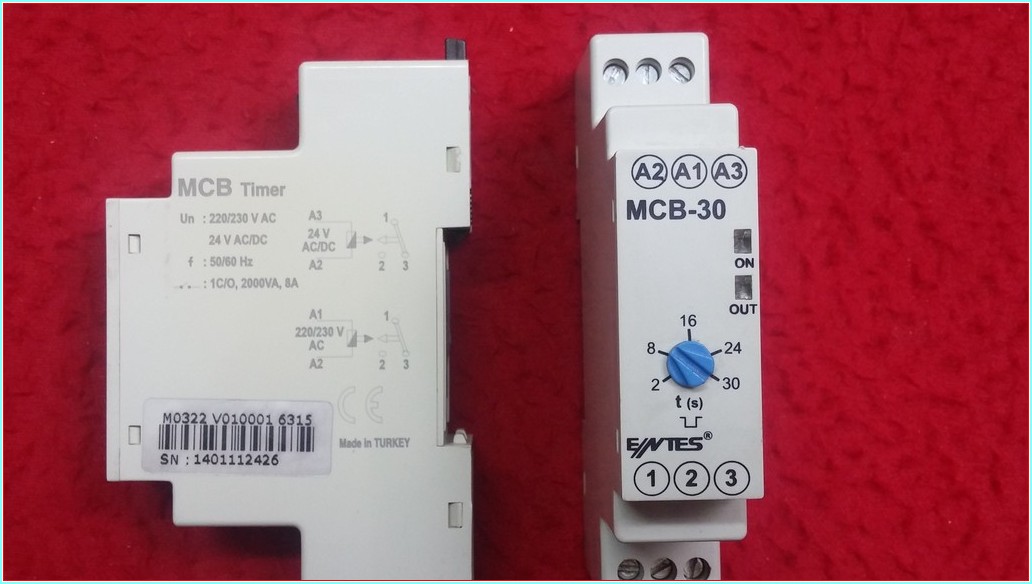 MCB Timer
Un : 220/230 V AC
24 V AC/DC
f : 50/60 Hz
: 1C/O, 2000VA, 8A
A3
24 V
AC/DC
A2
1
2 3
A1
220/230 V
AC
A2
1
2 3
CE
Made in TURKEY
M0322 V010001 6315
SN : 1401112426
A2 A1 A3
MCB-30
ON
OUT
16
8 24
2 30
t (s)
ENTES®
1 2 3